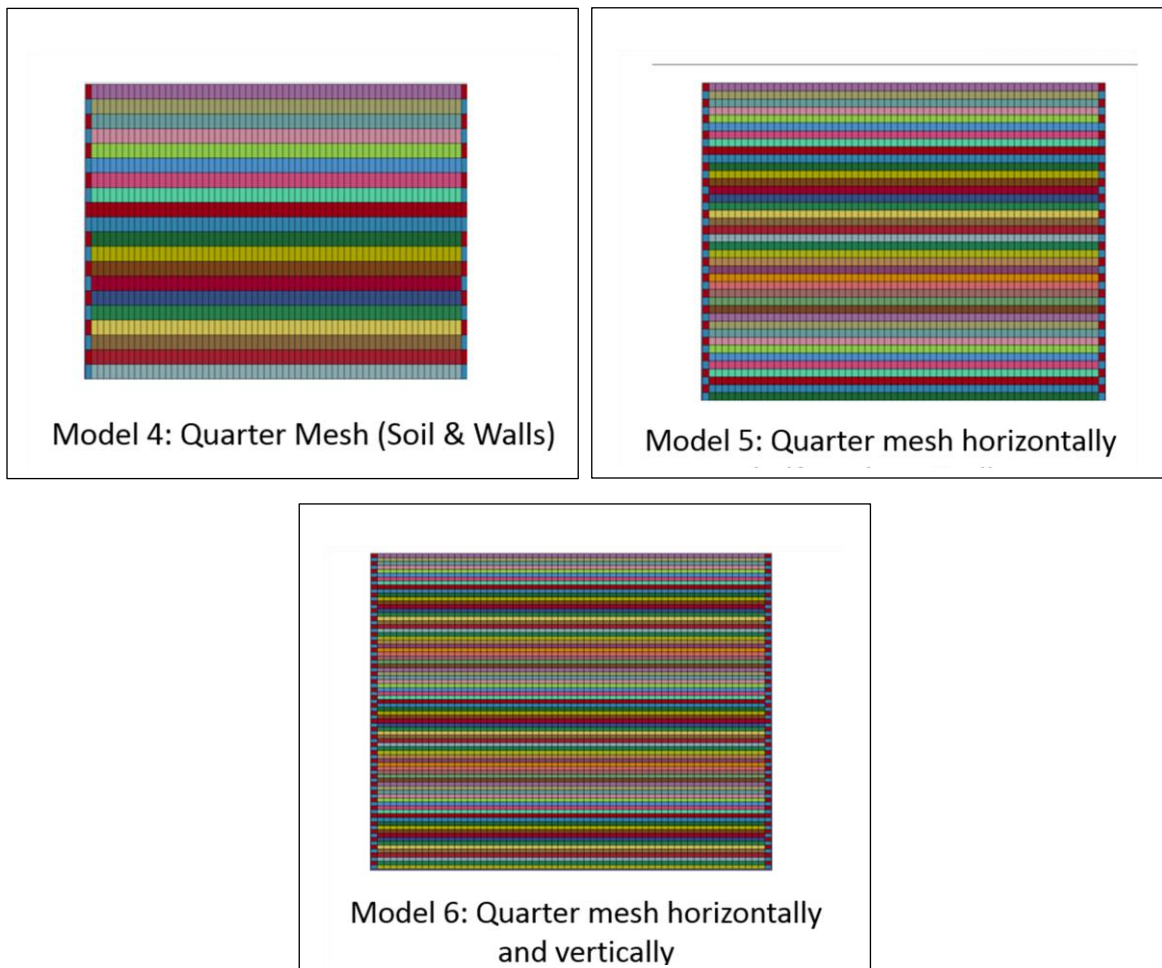 Model 4: Quarter Mesh (Soil & Walls)
Model 5: Quarter mesh horizontally
Model 6: Quarter mesh horizontally
and vertically